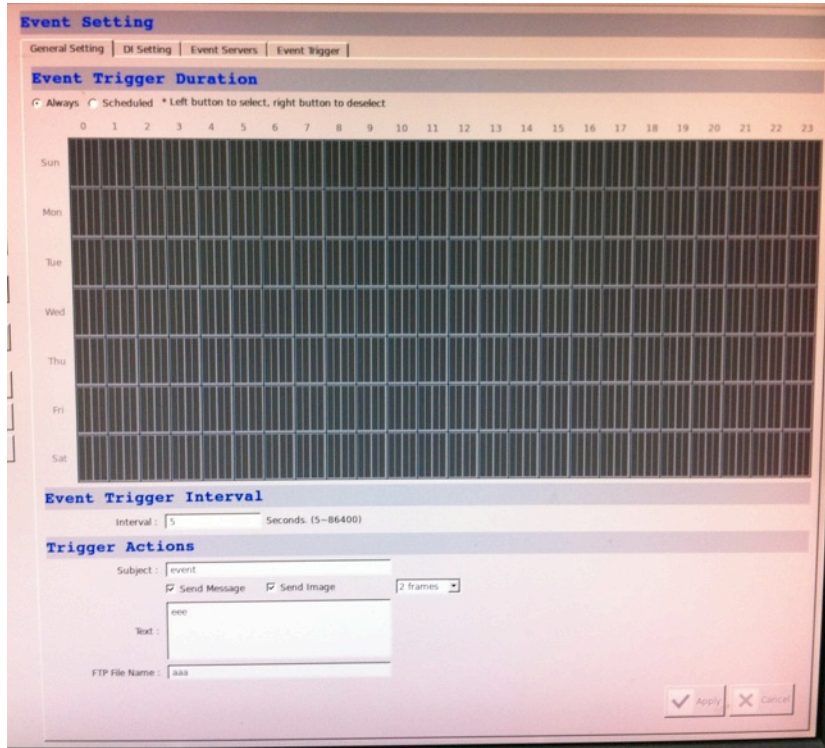 Event Setting
General Setting DI Setting Event Servers Event Trigger
Event Trigger Duration
Always Scheduled * Left button to select, right button to deselect
0 1 2 3 4 5 6 7 8 9 10 11 12 13 14 15 16 17 18 19 20 21 22 23
Sun
Mon
Tue
Wed
Thu
Fri
Sat
Event Trigger Interval
Interval : 5 Seconds. (5~86400)
Trigger Actions
Subject : event
Send Message Send Image 2 frames
Text : eee
FTP File Name : aaa
Apply Cancel